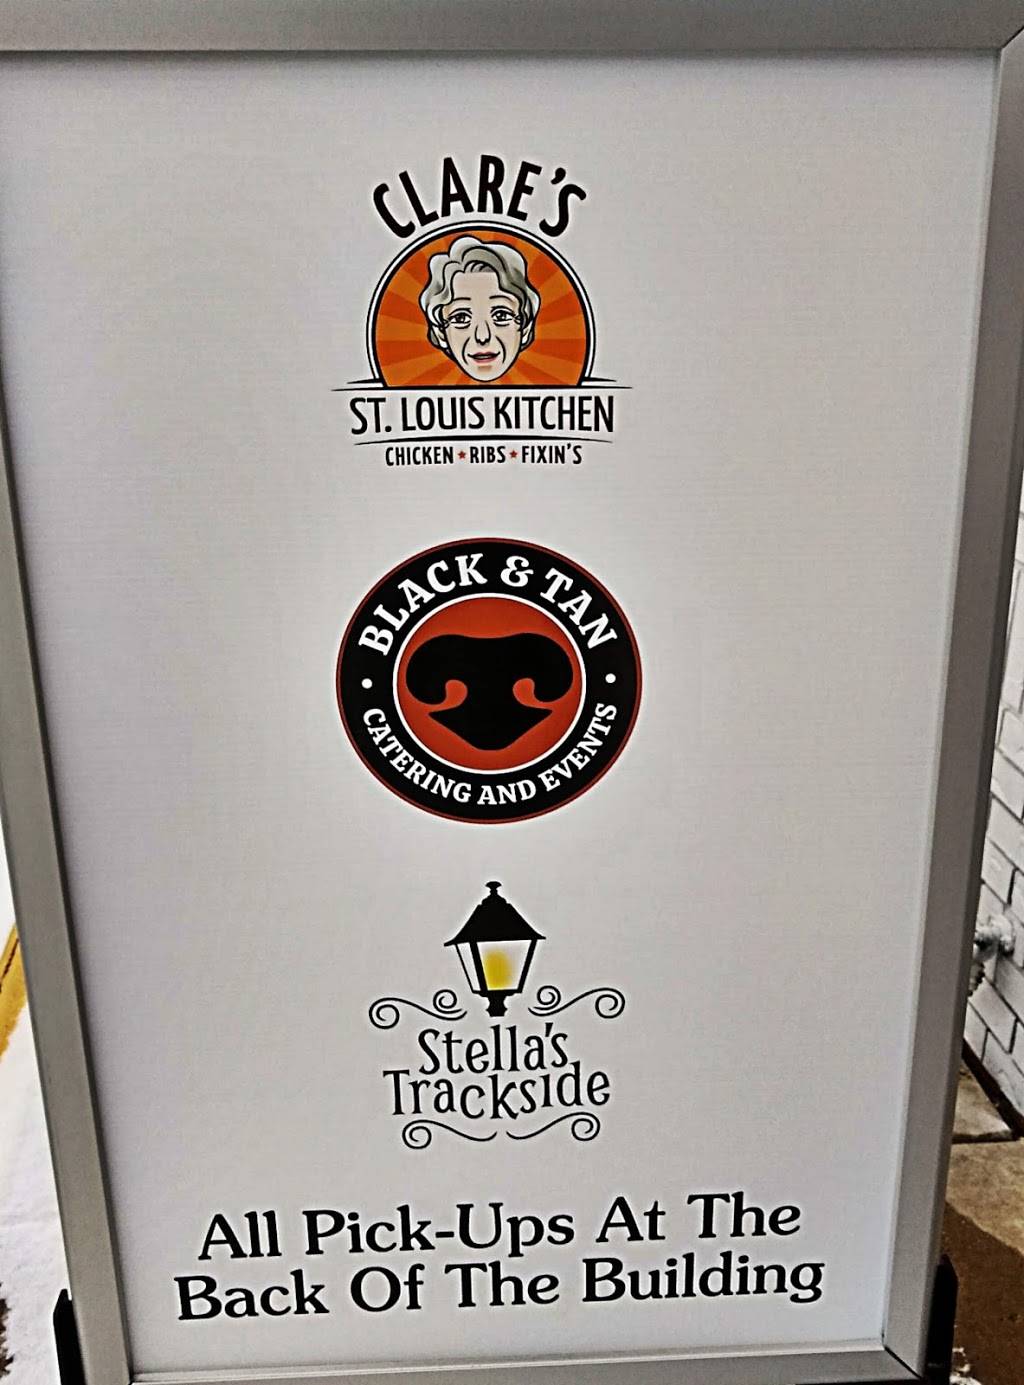 CLARE'S
ST. LOUIS KITCHEN
CHICKEN ★ RIBS ★ FIXIN'S
BLACK & TAN
• CATERING AND EVENTS •
Stella's
Trackside
All Pick-Ups At The
Back Of The Building